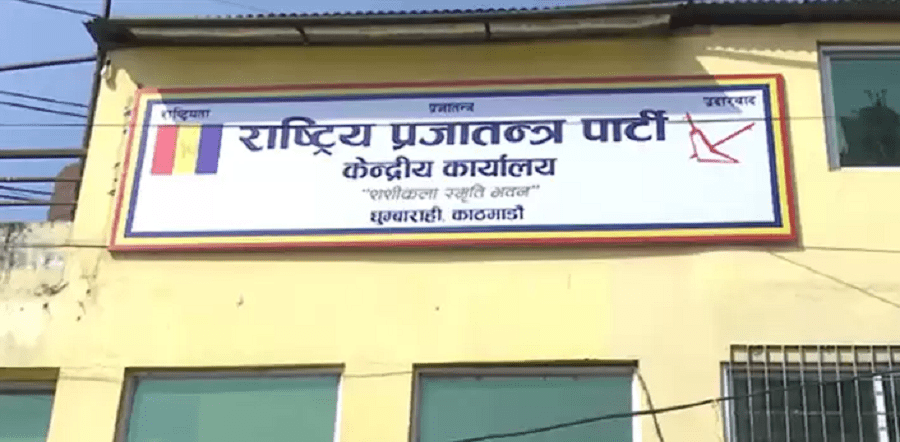 राष्ट्रियता प्रजातन्त्र उदारवाद
राष्ट्रिय प्रजातन्त्र पार्टी
केन्द्रीय कार्यालय
"शशीकला स्मृति भवन"
धुम्बाराही, काठमाडौं